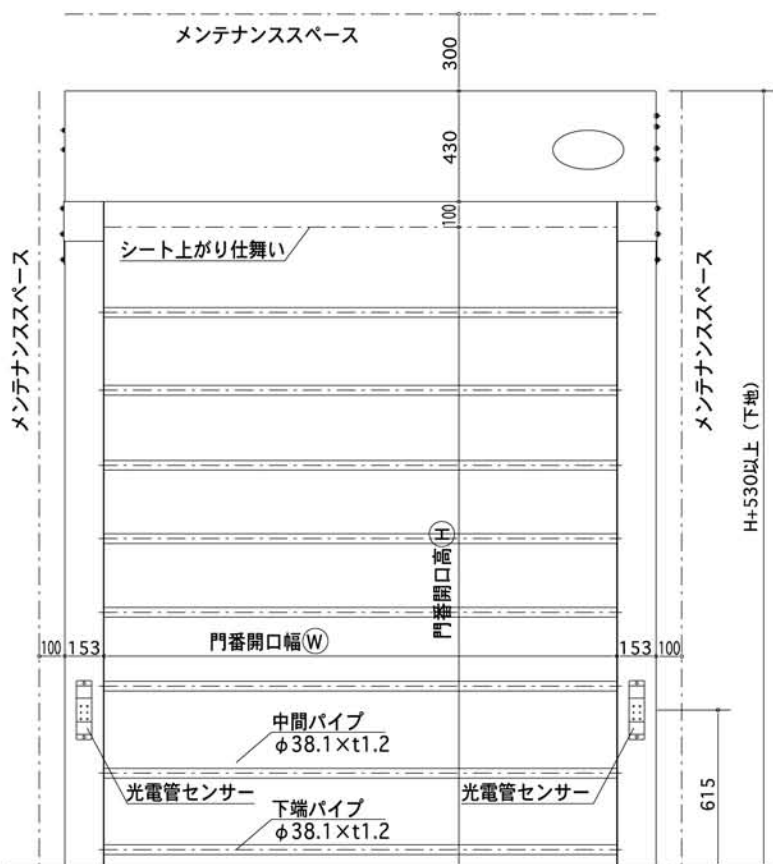 メンテナンススペース
300
430
100
シート上がり仕舞い
メンテナンススペース
メンテナンススペース
H+530以上（下地）
門番開口高Ⓗ
100
153
門番開口幅Ⓦ
153
100
中間パイプ
φ38.1×t1.2
光電管センサー
光電管センサー
615
下端パイプ
φ38.1×t1.2